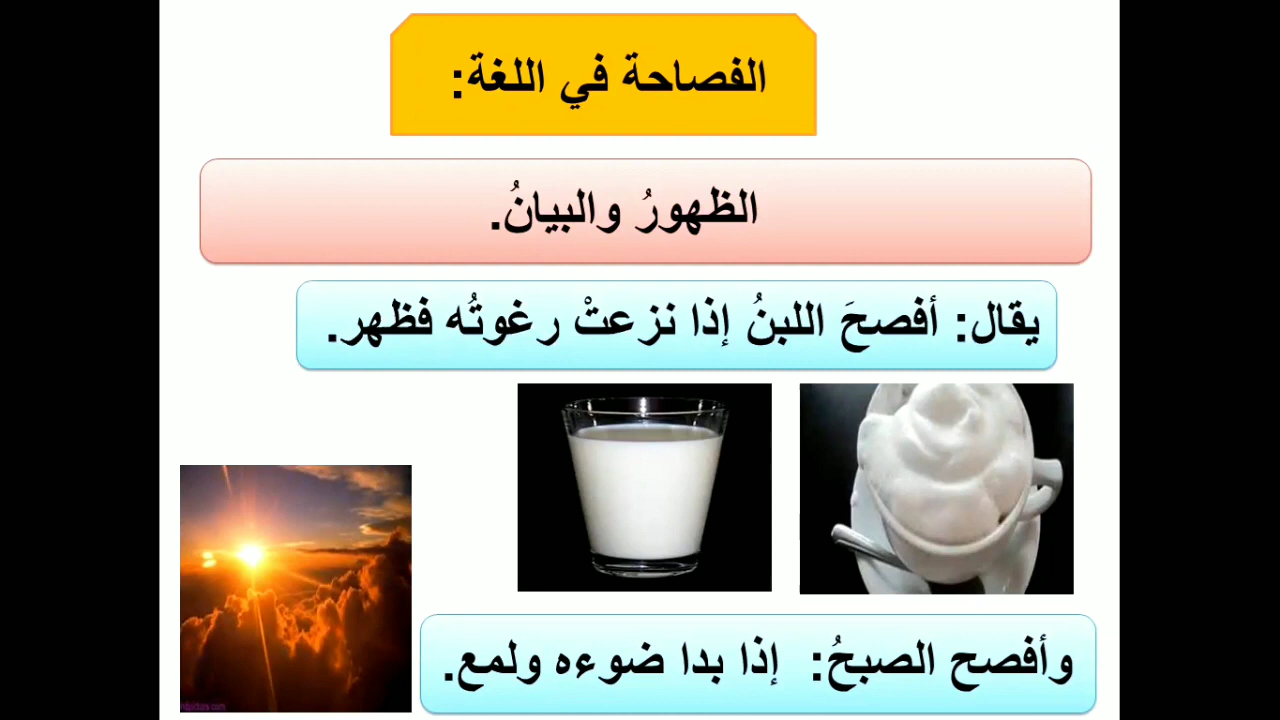 الفصاحة في اللغة:
الظهورُ والبيانُ.
يقال: أفصحَ اللبنُ إذا نزعتْ رغوتُه فظهر.
وأفصح الصبحُ: إذا بدا ضوءه ولمع.